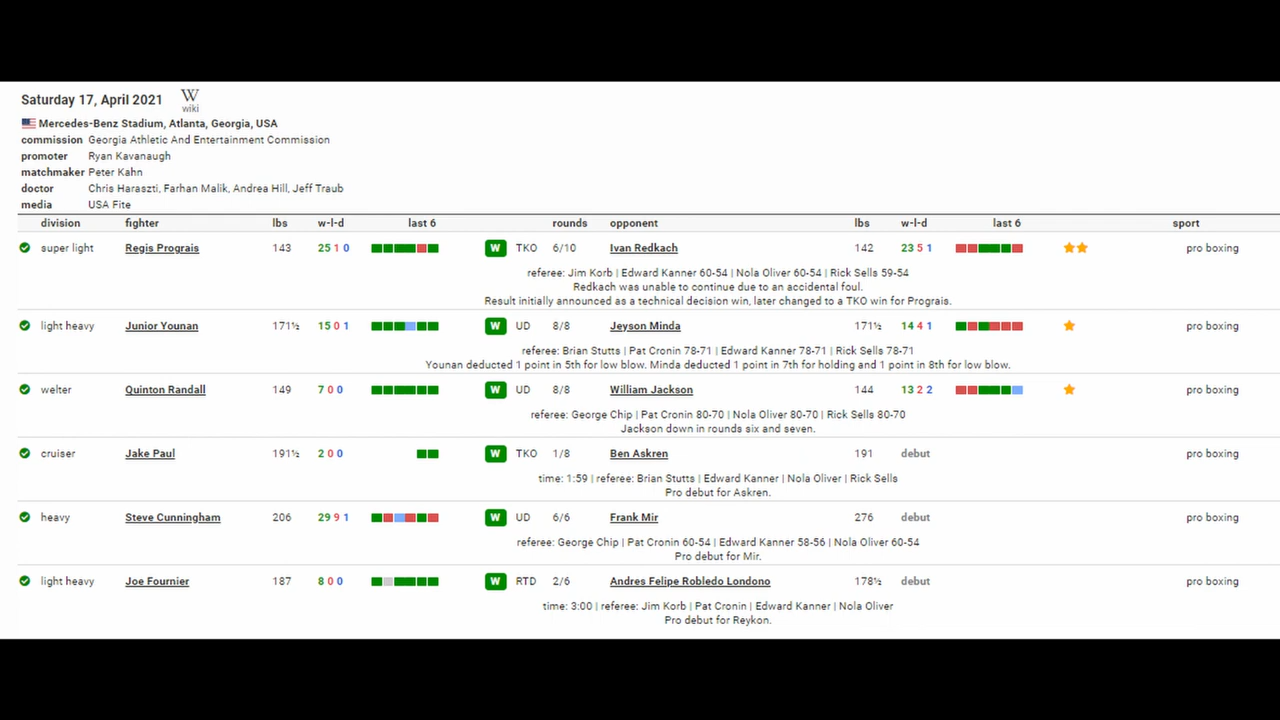 Saturday 17, April 2021 W
wiki
Mercedes-Benz Stadium, Atlanta, Georgia, USA
commission Georgia Athletic And Entertainment Commission
promoter Ryan Kavanaugh
matchmaker Peter Kahn
doctor Chris Haraszti, Farhan Malik, Andrea Hill, Jeff Traub
media USA Fite
division fighter lbs w-l-d last 6 rounds opponent lbs w-l-d last 6 sport
super light Regis Prograis 143 25 1 0 W TKO 6/10 Ivan Redkach 142 23 5 1 pro boxing
referee: Jim Korb | Edward Kanner 60-54 | Nola Oliver 60-54 | Rick Sells 59-54
Redkach was unable to continue due to an accidental foul.
Result initially announced as a technical decision win, later changed to a TKO win for Prograis.
light heavy Junior Younan 171½ 15 0 1 W UD 8/8 Jeyson Minda 171½ 14 4 1 pro boxing
referee: Brian Stutts | Pat Cronin 78-71 | Edward Kanner 78-71 | Rick Sells 78-71
Younan deducted 1 point in 5th for low blow. Minda deducted 1 point in 7th for holding and 1 point in 8th for low blow.
welter Quinton Randall 149 7 0 0 W UD 8/8 William Jackson 144 13 2 2 pro boxing
referee: George Chip | Pat Cronin 80-70 | Nola Oliver 80-70 | Rick Sells 80-70
Jackson down in rounds six and seven.
cruiser Jake Paul 191½ 2 0 0 W TKO 1/8 Ben Askren 191 debut pro boxing
time: 1:59 | referee: Brian Stutts | Edward Kanner | Nola Oliver | Rick Sells
Pro debut for Askren.
heavy Steve Cunningham 206 29 9 1 W UD 6/6 Frank Mir 276 debut pro boxing
referee: George Chip | Pat Cronin 60-54 | Edward Kanner 58-56 | Nola Oliver 60-54
Pro debut for Mir.
light heavy Joe Fournier 187 8 0 0 W RTD 2/6 Andres Felipe Robledo Londono 178½ debut pro boxing
time: 3:00 | referee: Jim Korb | Pat Cronin | Edward Kanner | Nola Oliver
Pro debut for Reykon.